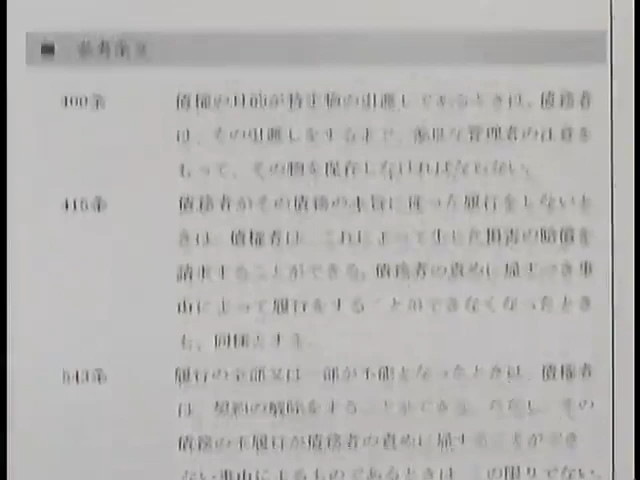 ■ 参考条文
400条 債権の目的が特定物の引渡しであるときは、債務者
は、その引渡しをするまで、善良な管理者の注意を
もって、その物を保存しなければならない。
415条 債務者がその債務の本旨に従った履行をしないと
きは、債権者は、これによって生じた損害の賠償を
請求することができる。債務者の責めに帰すべき事
由によって履行をすることができなくなったとき
も、同様とする。
543条 履行の全部又は一部が不能となったときは、債権者
は、契約の解除をすることができる。ただし、その
債務の不履行が債務者の責めに帰することができ
ない事由によるものであるときは、この限りでない。